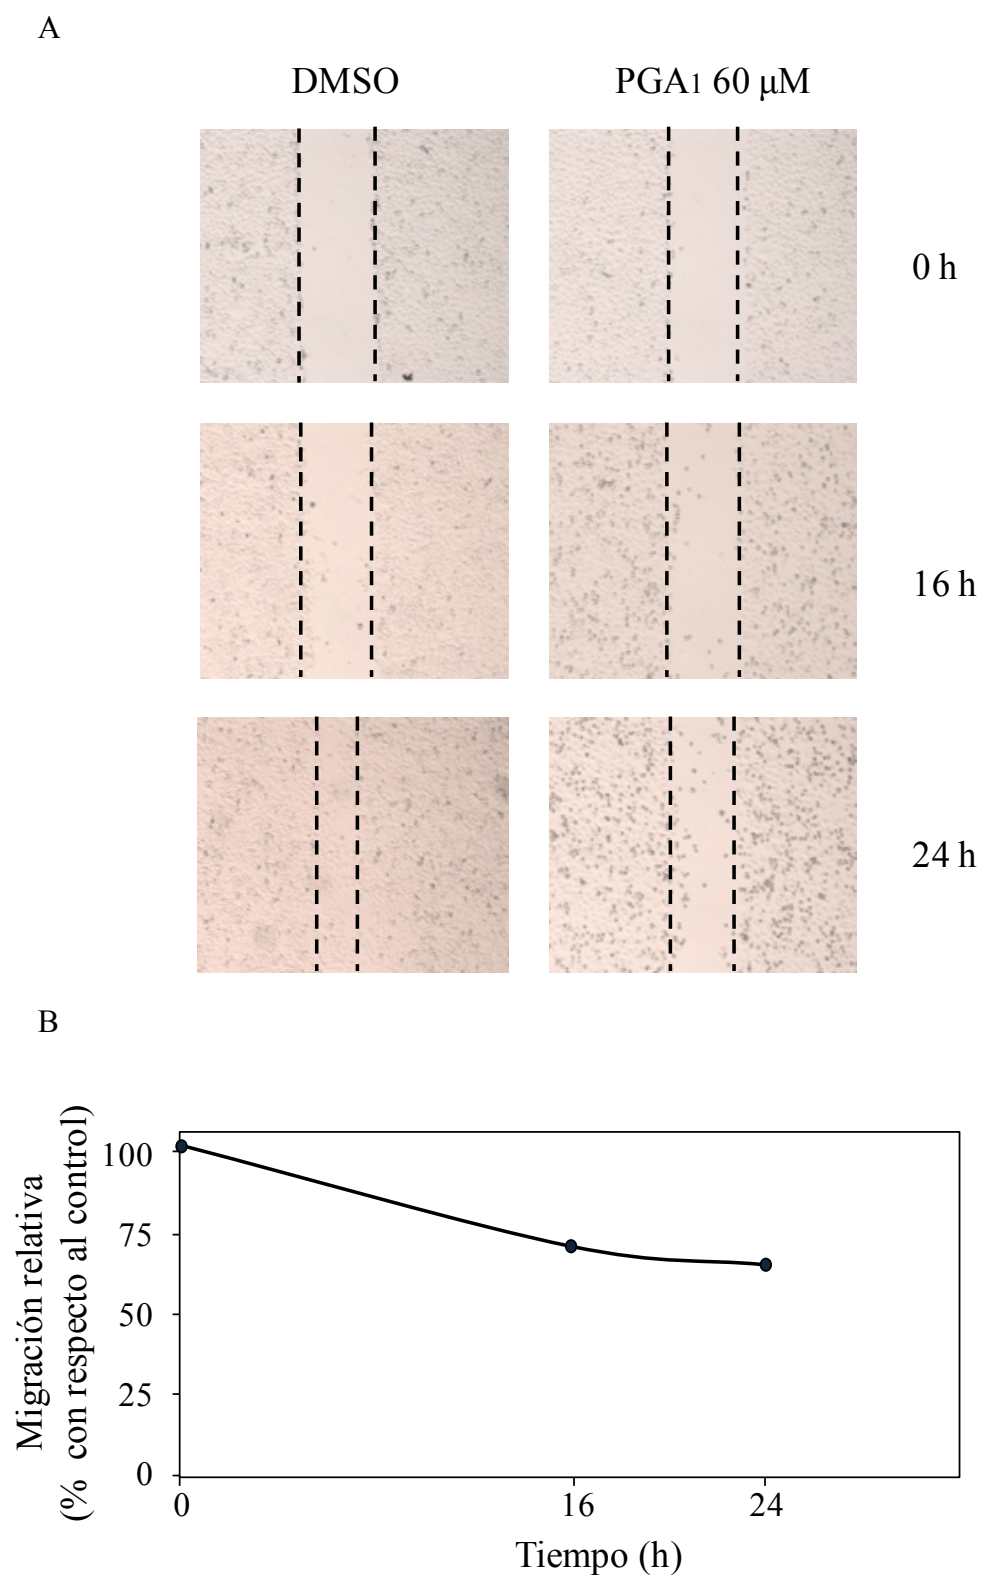 A
DMSO
PGA1 60 μM
0 h
16 h
24 h
B
Migración relativa
(% con respecto al control)
100
75
50
25
0
0
16
24
Tiempo (h)